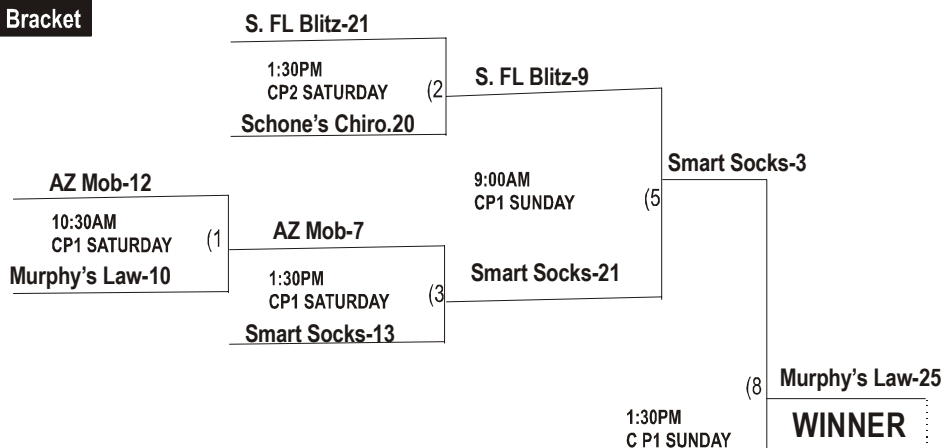 Bracket
S. FL Blitz-21
1:30PM
CP2 SATURDAY
(2
Schone's Chiro.20
S. FL Blitz-9
AZ Mob-12
10:30AM
CP1 SATURDAY
(1
Murphy's Law-10
AZ Mob-7
1:30PM
CP1 SATURDAY
(3
Smart Socks-13
9:00AM
CP1 SUNDAY
(5
Smart Socks-21
Smart Socks-3
(8
1:30PM
C P1 SUNDAY
Murphy's Law-25
WINNER